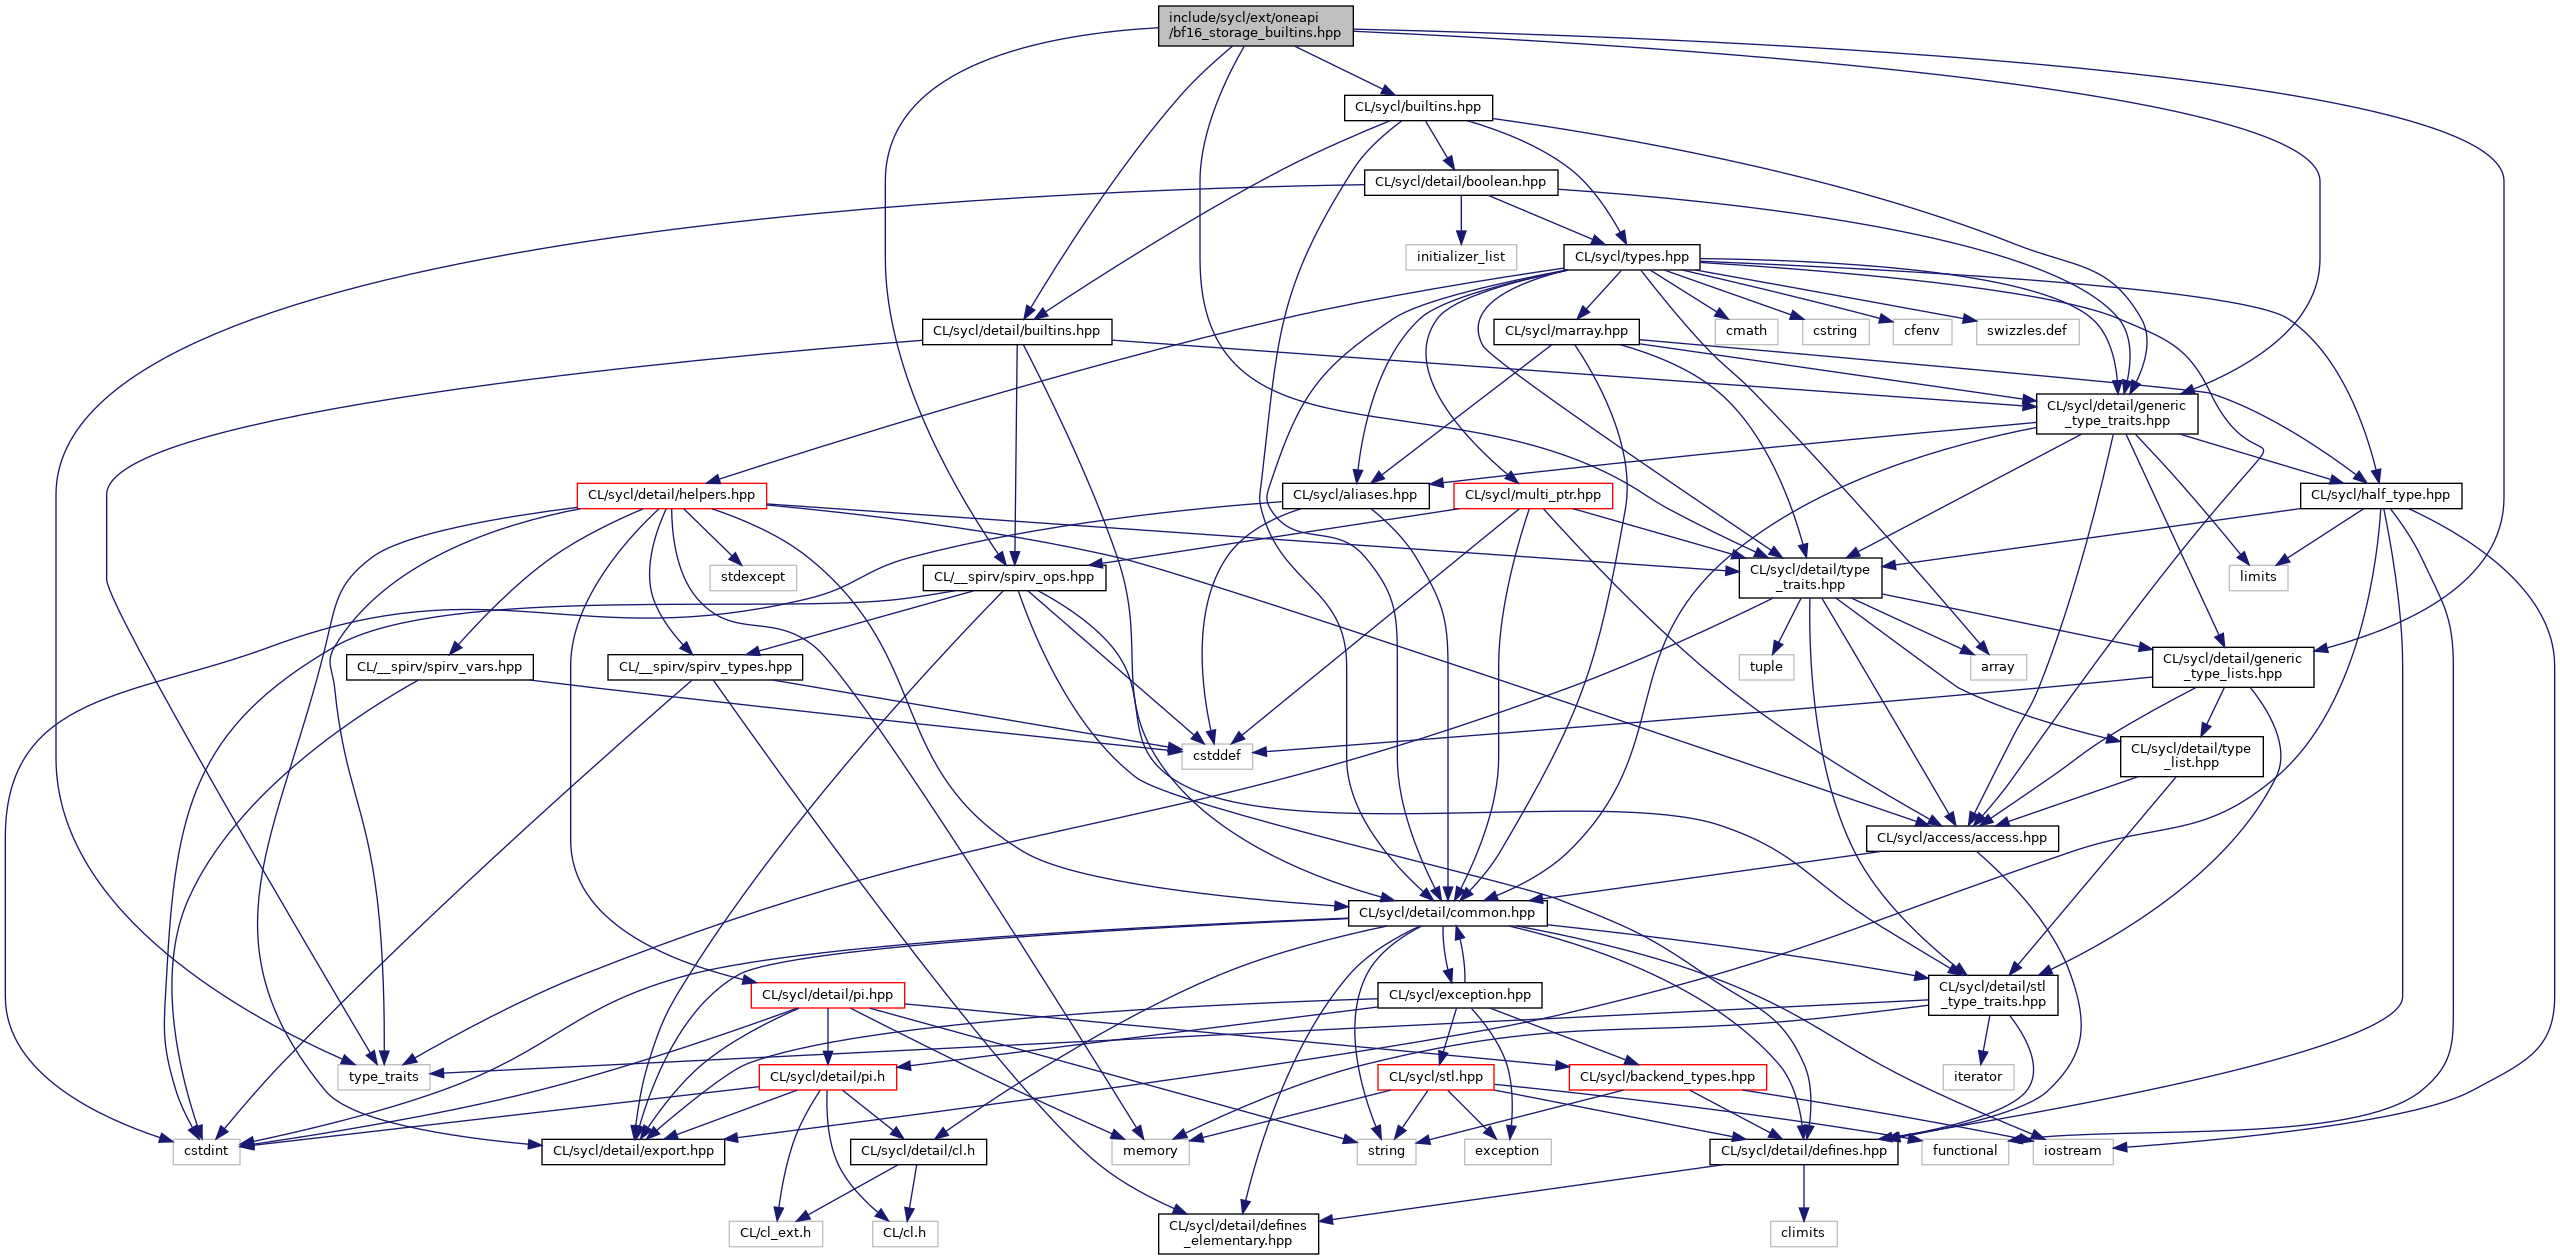 include/sycl/ext/oneapi
/bf16_storage_builtins.hpp
CL/sycl/builtins.hpp
CL/sycl/detail/boolean.hpp
initializer_list
CL/sycl/types.hpp
CL/sycl/detail/builtins.hpp
CL/sycl/marray.hpp
cmath
cstring
cfenv
swizzles.def
CL/sycl/detail/generic
_type_traits.hpp
CL/sycl/detail/helpers.hpp
CL/sycl/aliases.hpp
CL/sycl/multi_ptr.hpp
CL/sycl/half_type.hpp
stdexcept
CL/__spirv/spirv_ops.hpp
CL/sycl/detail/type
_traits.hpp
limits
CL/__spirv/spirv_vars.hpp
CL/__spirv/spirv_types.hpp
tuple
array
CL/sycl/detail/generic
_type_lists.hpp
cstddef
CL/sycl/detail/type
_list.hpp
CL/sycl/access/access.hpp
CL/sycl/detail/common.hpp
CL/sycl/detail/pi.hpp
CL/sycl/exception.hpp
CL/sycl/detail/stl
_type_traits.hpp
type_traits
CL/sycl/detail/pi.h
CL/sycl/stl.hpp
CL/sycl/backend_types.hpp
iterator
cstdint
CL/sycl/detail/export.hpp
CL/sycl/detail/cl.h
memory
string
exception
CL/sycl/detail/defines.hpp
functional
iostream
CL/cl_ext.h
CL/cl.h
CL/sycl/detail/defines
_elementary.hpp
climits